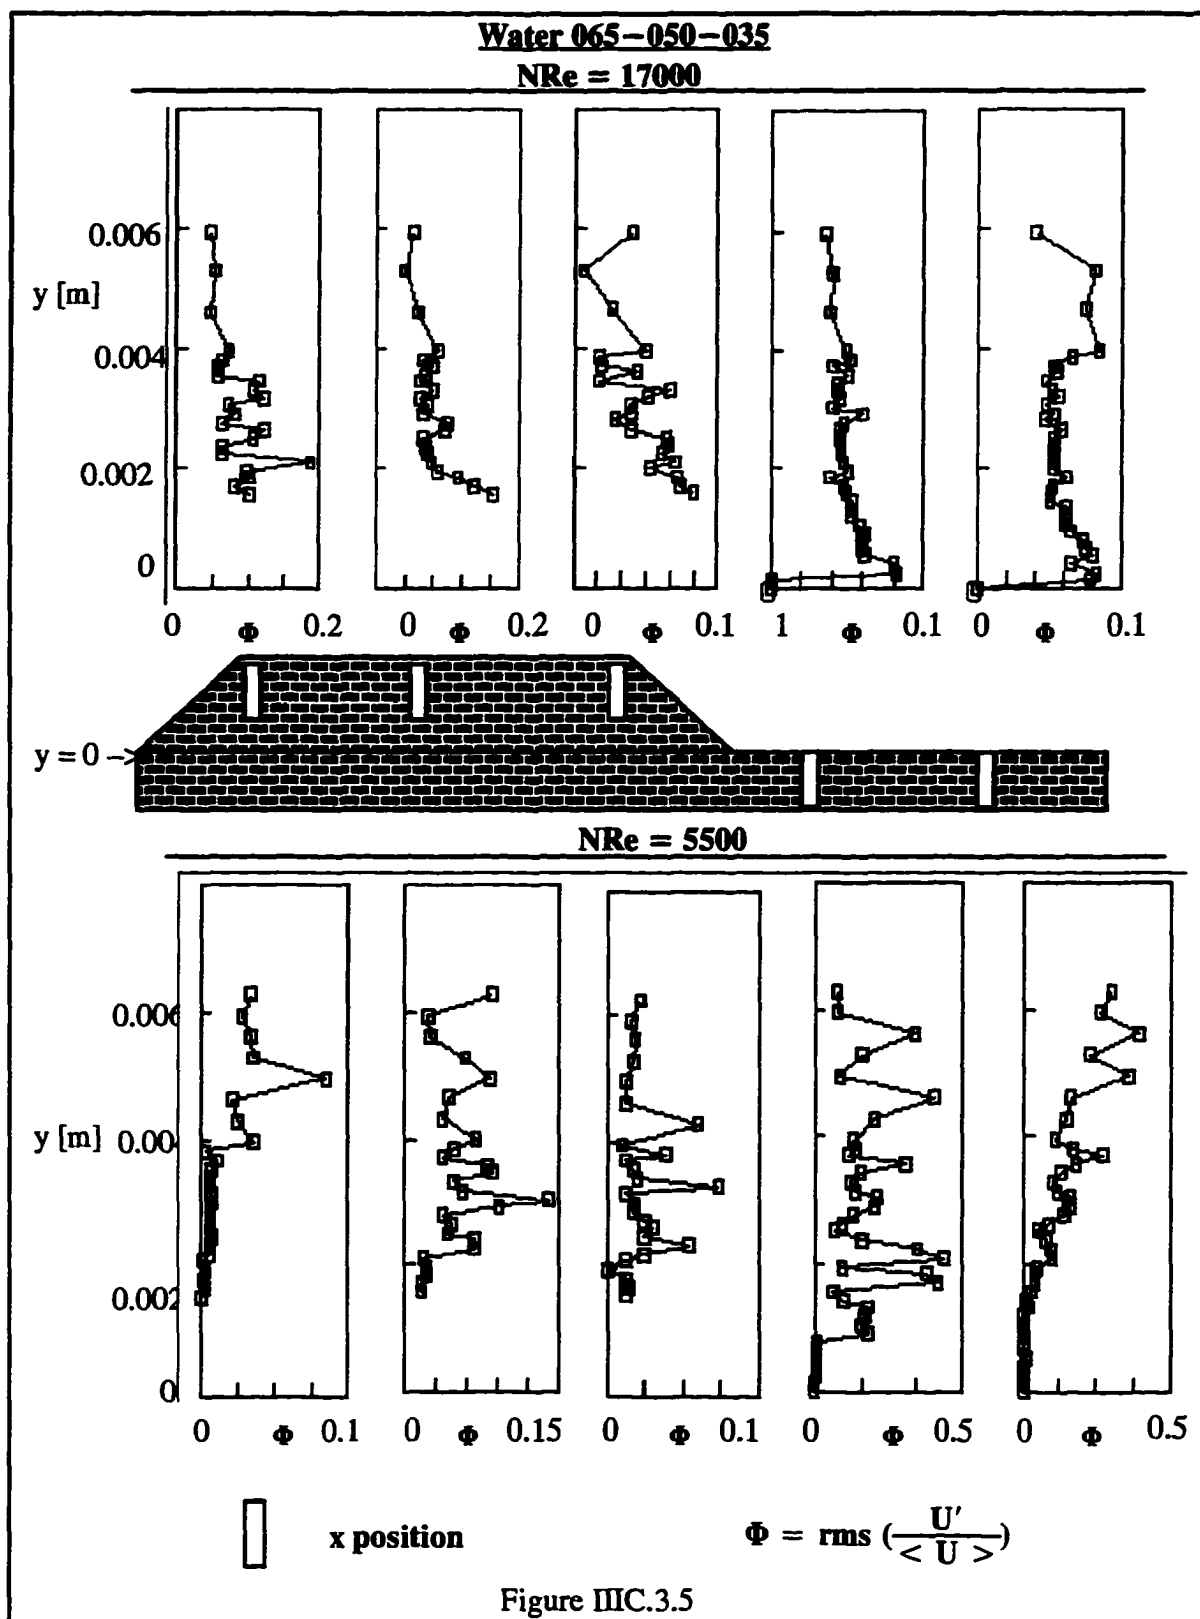 Water 065−050−035
NRe = 17000
0.006
y [m]
0.004
0.002
0
0 Φ 0.2 0 Φ 0.2 0 Φ 0.1 1 Φ 0.1 0 Φ 0.1
y = 0 −>
NRe = 5500
0.006
y [m] 0.004
0.002
0
0 Φ 0.1 0 Φ 0.15 0 Φ 0.1 0 Φ 0.5 0 Φ 0.5
x position
Φ = rms (U′ / < U >)
Figure IIIC.3.5